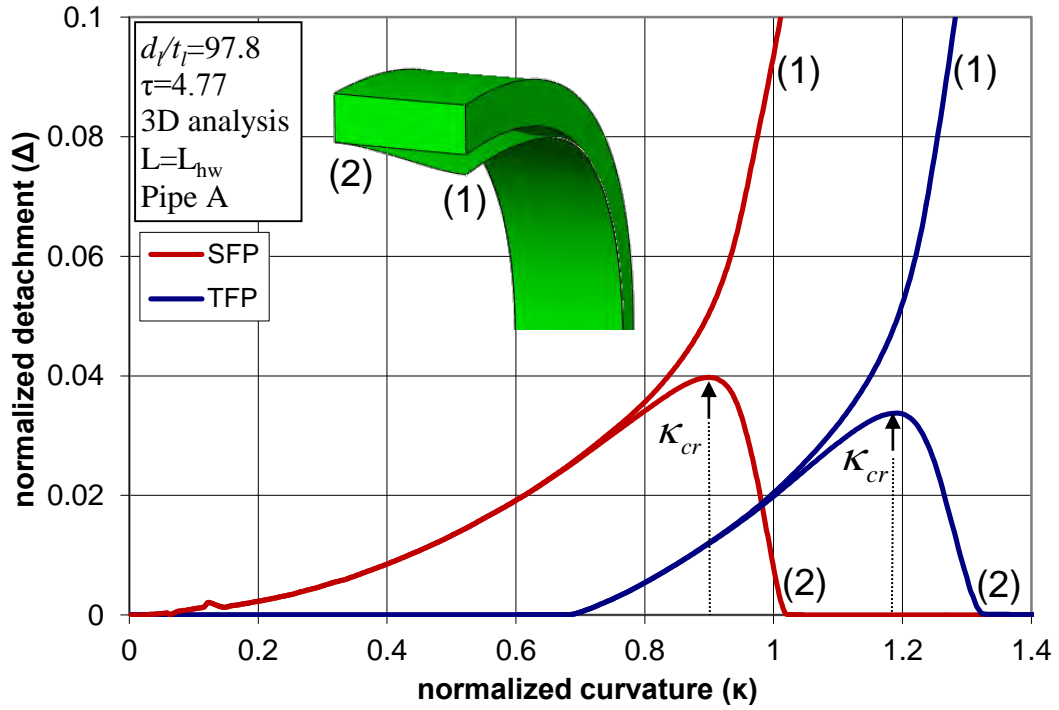 0.1
0.08
0.06
0.04
0.02
0
normalized detachment (Δ)
d_l/t_l=97.8
τ=4.77
3D analysis
L=L_hw
Pipe A
SFP
TFP
(2)
(1)
(1)
(1)
κ_cr
κ_cr
(2)
(2)
0 0.2 0.4 0.6 0.8 1 1.2 1.4
normalized curvature (κ)